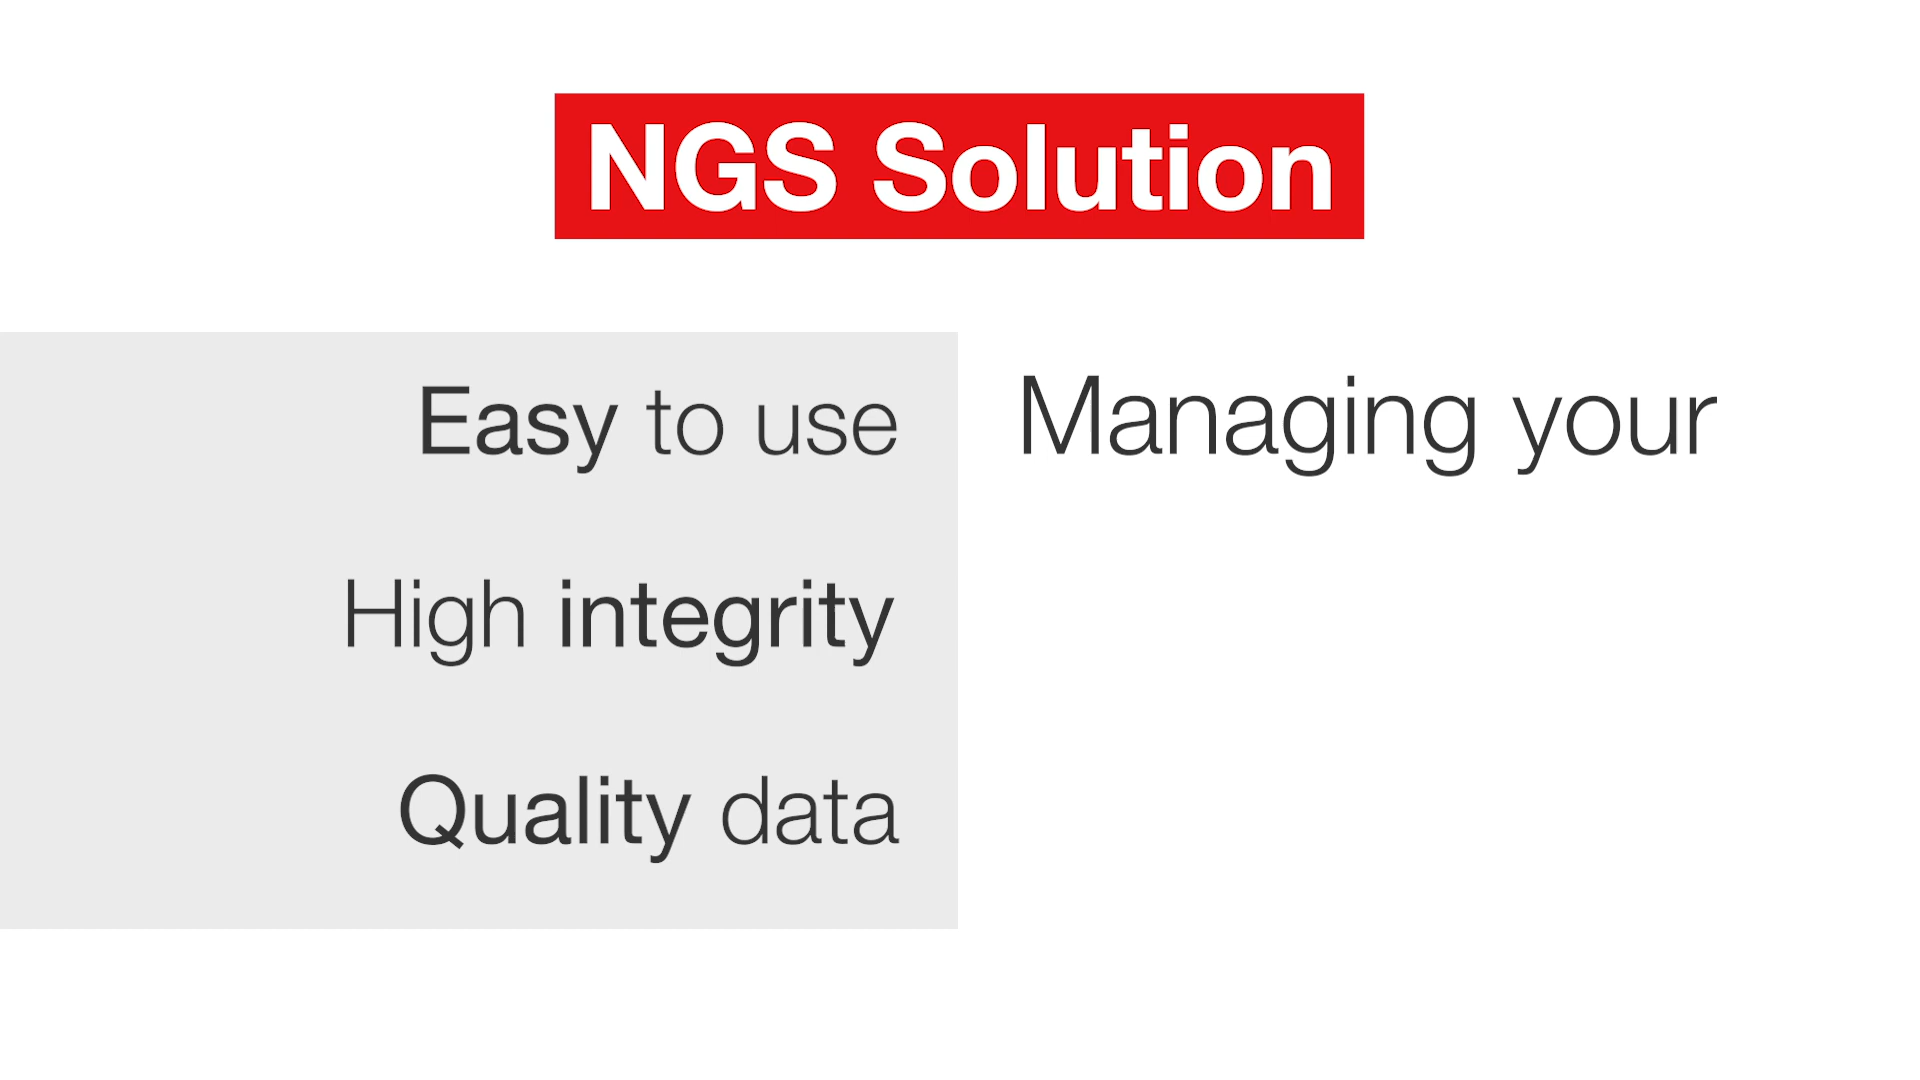 NGS Solution
Easy to use
High integrity
Quality data
Managing your